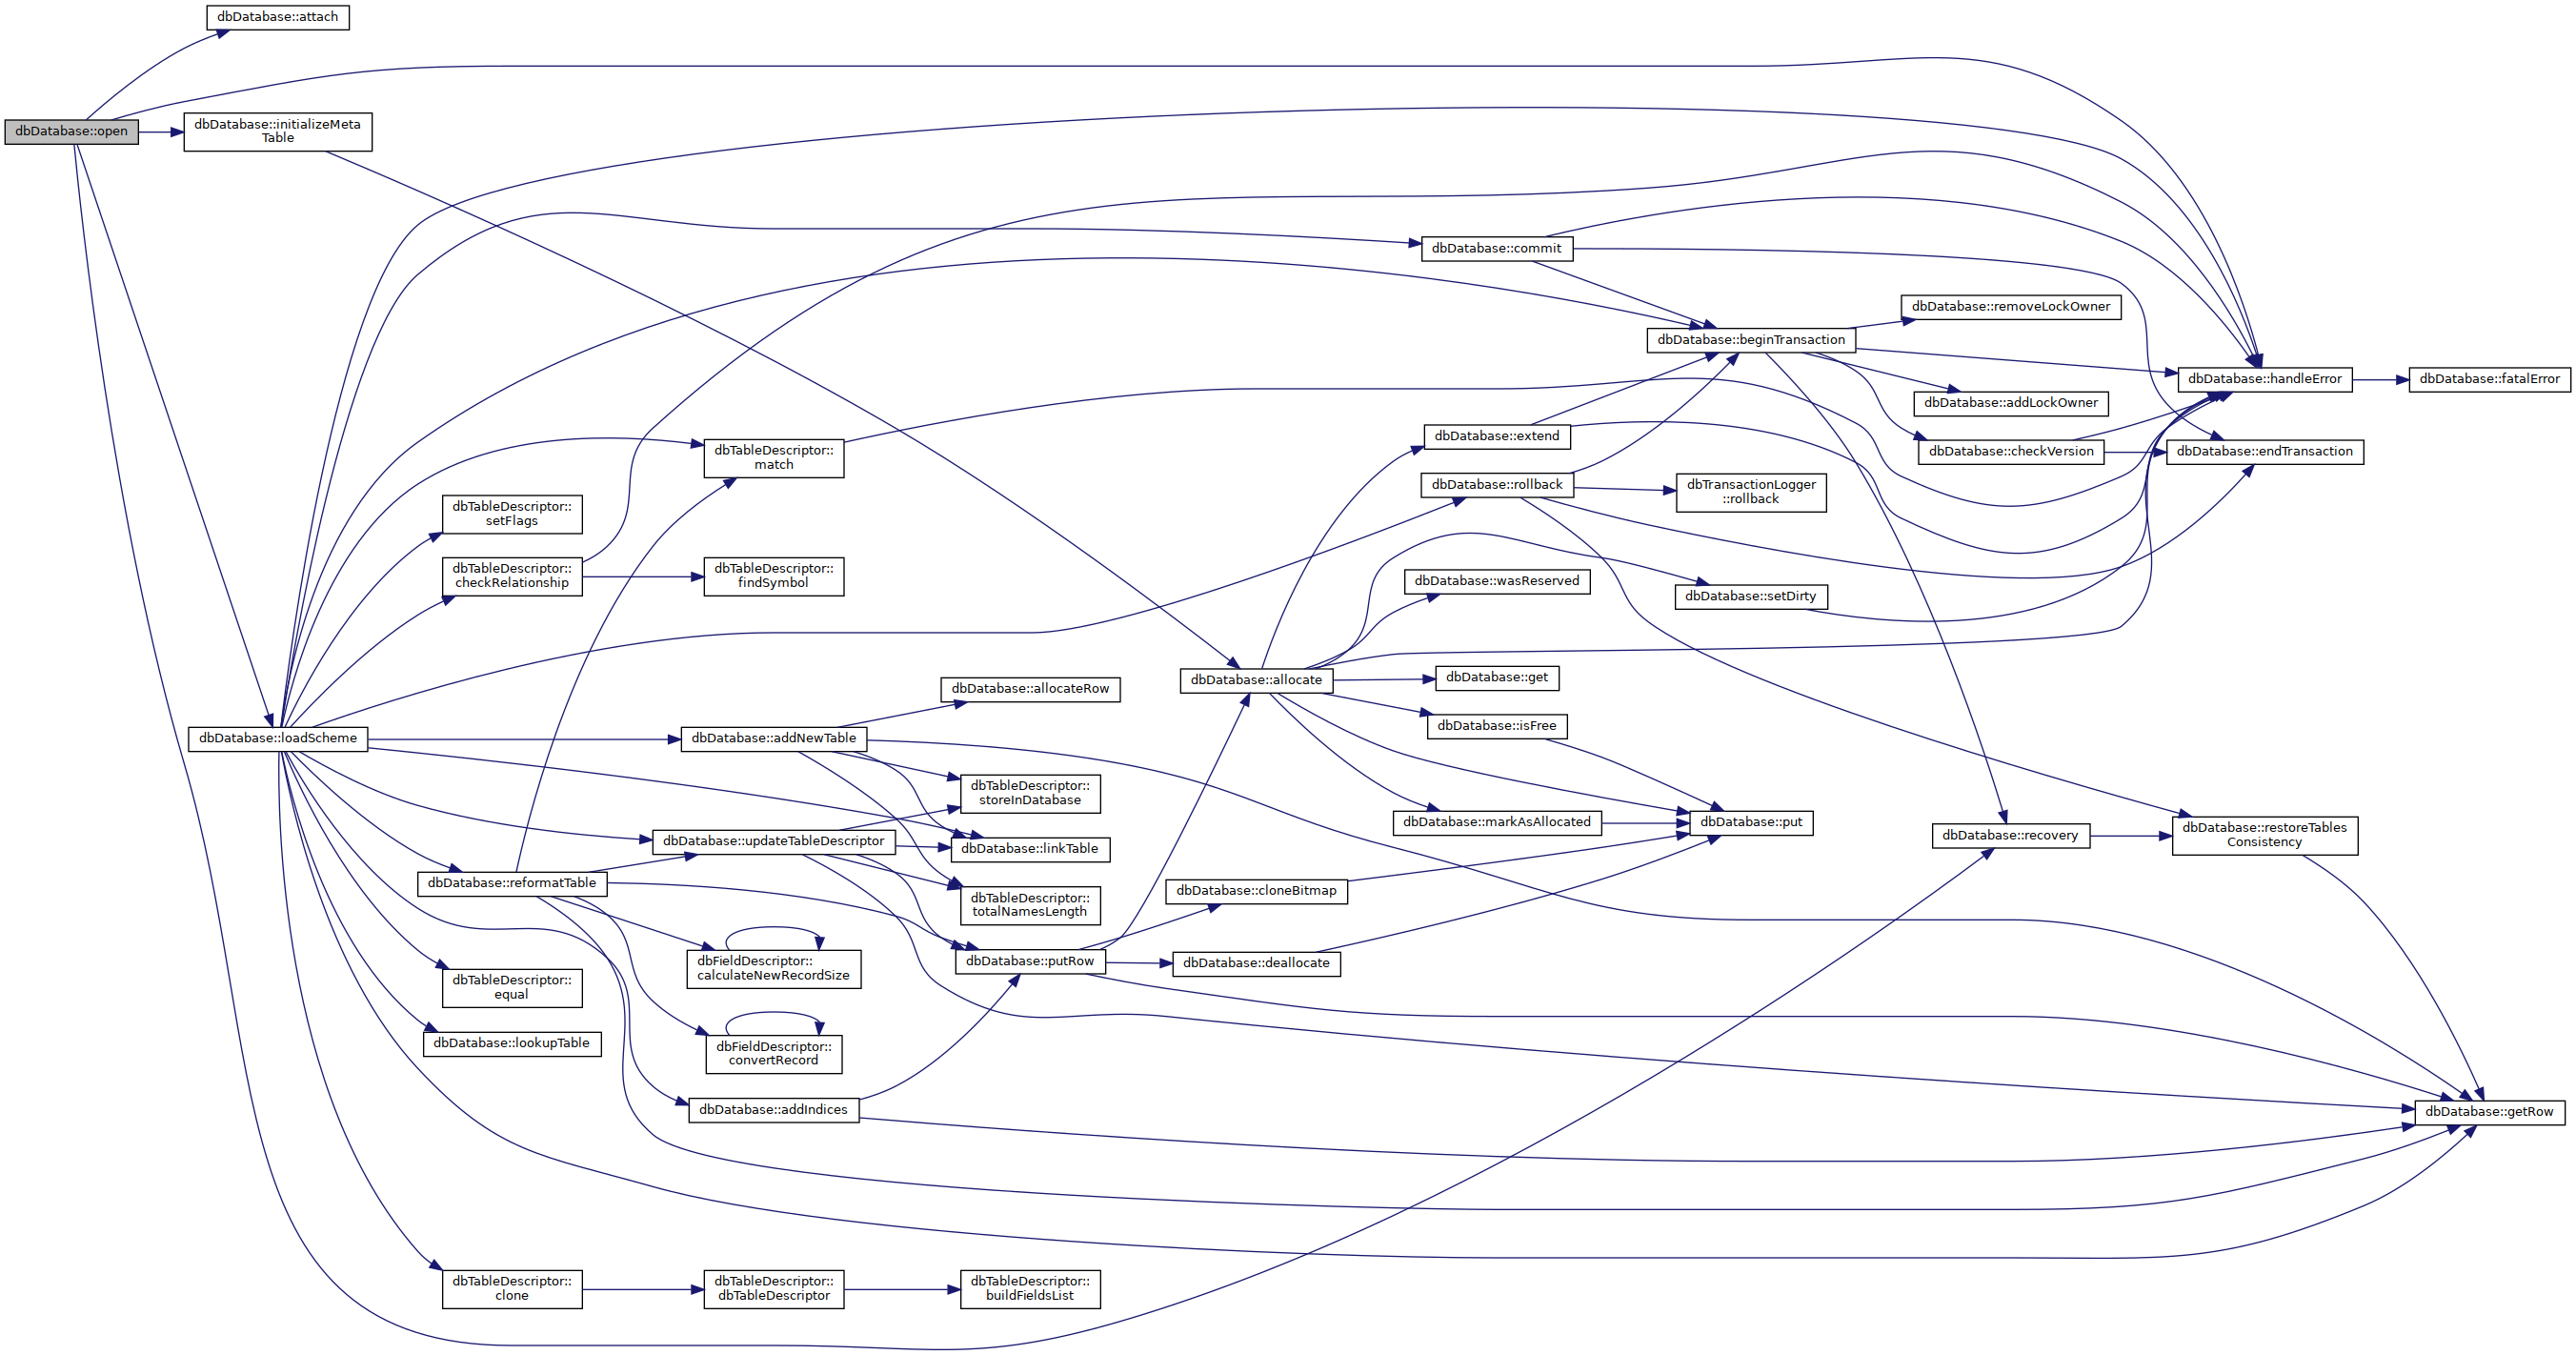 dbDatabase::attach
dbDatabase::open
dbDatabase::initializeMeta
Table
dbDatabase::commit
dbDatabase::removeLockOwner
dbDatabase::beginTransaction
dbDatabase::handleError
dbDatabase::fatalError
dbDatabase::addLockOwner
dbDatabase::extend
dbDatabase::checkVersion
dbDatabase::endTransaction
dbTableDescriptor::
match
dbDatabase::rollback
dbTransactionLogger
::rollback
dbTableDescriptor::
setFlags
dbTableDescriptor::
checkRelationship
dbTableDescriptor::
findSymbol
dbDatabase::wasReserved
dbDatabase::setDirty
dbDatabase::allocate
dbDatabase::get
dbDatabase::allocateRow
dbDatabase::isFree
dbDatabase::loadScheme
dbDatabase::addNewTable
dbTableDescriptor::
storeInDatabase
dbDatabase::markAsAllocated
dbDatabase::put
dbDatabase::recovery
dbDatabase::restoreTables
Consistency
dbDatabase::updateTableDescriptor
dbDatabase::linkTable
dbDatabase::reformatTable
dbDatabase::cloneBitmap
dbTableDescriptor::
totalNamesLength
dbFieldDescriptor::
calculateNewRecordSize
dbDatabase::putRow
dbDatabase::deallocate
dbTableDescriptor::
equal
dbDatabase::lookupTable
dbFieldDescriptor::
convertRecord
dbDatabase::addIndices
dbDatabase::getRow
dbTableDescriptor::
clone
dbTableDescriptor::
dbTableDescriptor
dbTableDescriptor::
buildFieldsList